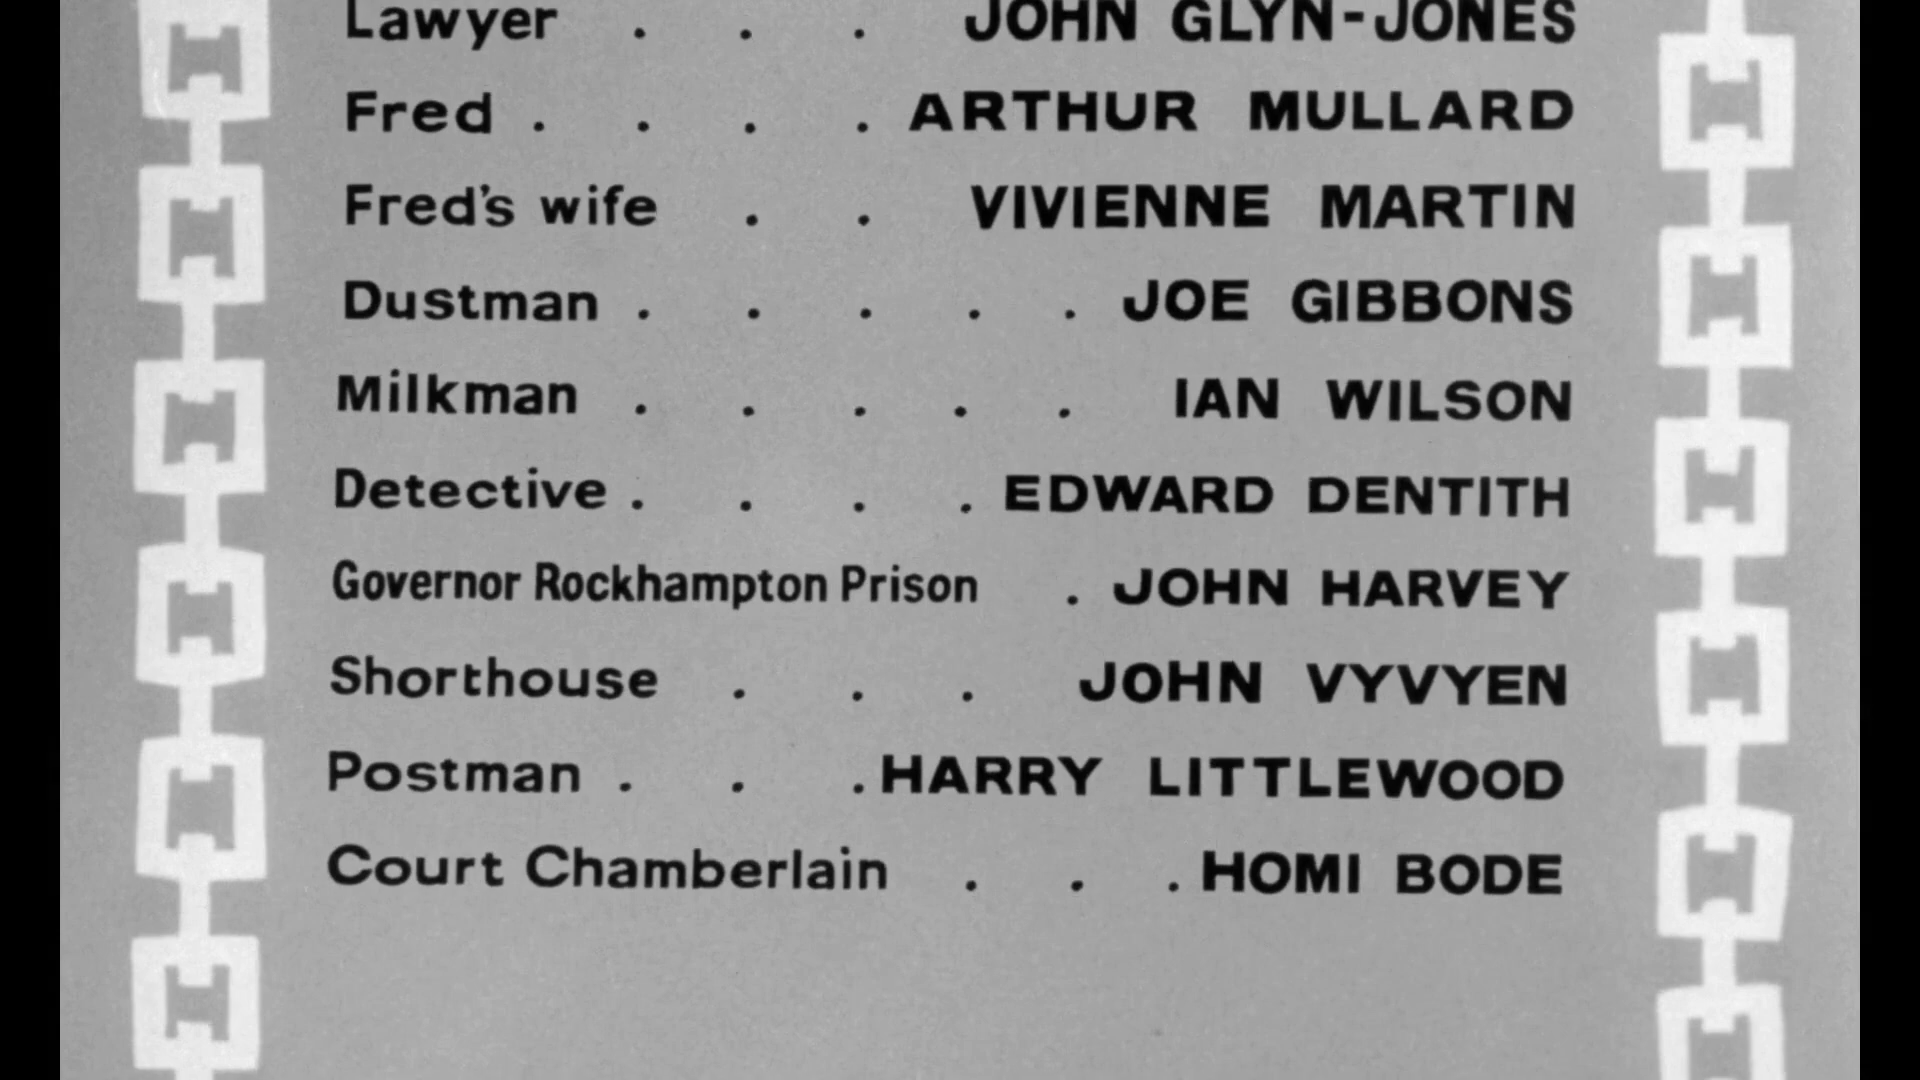 Lawyer . . . JOHN GLYN-JONES
Fred . . . . ARTHUR MULLARD
Fred's wife . . VIVIENNE MARTIN
Dustman . . . . . JOE GIBBONS
Milkman . . . . . IAN WILSON
Detective . . . . EDWARD DENTITH
Governor Rockhampton Prison . JOHN HARVEY
Shorthouse . . . JOHN VYVYEN
Postman . . . HARRY LITTLEWOOD
Court Chamberlain . . . HOMI BODE